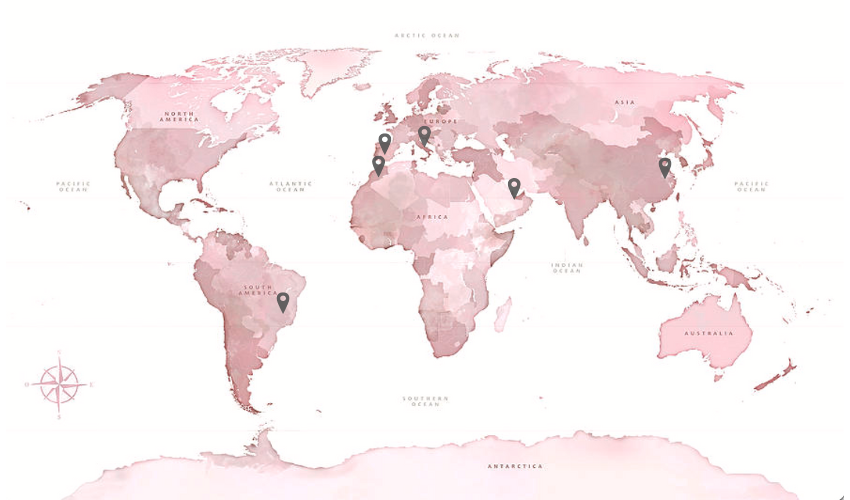 ARCTIC OCEAN
ASIA
NORTH
AMERICA
EUROPE
PACIFIC
OCEAN
ATLANTIC
OCEAN
PACIFIC
OCEAN
AFRICA
INDIAN
OCEAN
SOUTH
AMERICA
AUSTRALIA
N
O
E
S
SOUTHERN
OCEAN
ANTARCTICA